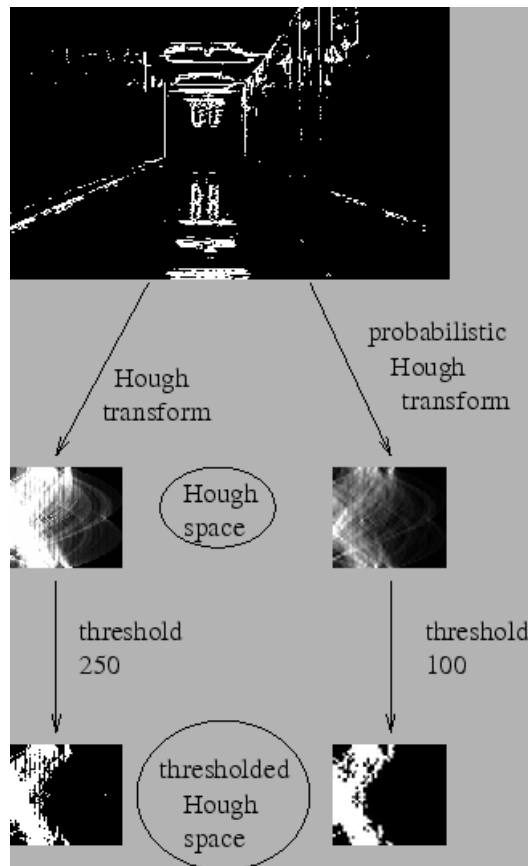 Hough
transform
probabilistic
Hough
transform
Hough
space
threshold
250
threshold
100
thresholded
Hough
space